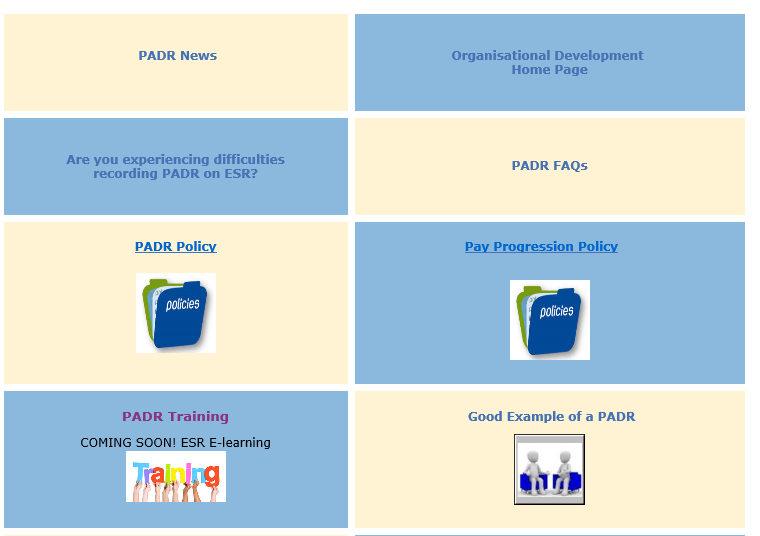 PADR News
Organisational Development
Home Page
Are you experiencing difficulties
recording PADR on ESR?
PADR FAQs
PADR Policy
policies
Pay Progression Policy
policies
PADR Training
COMING SOON! ESR E-learning
Training
Good Example of a PADR